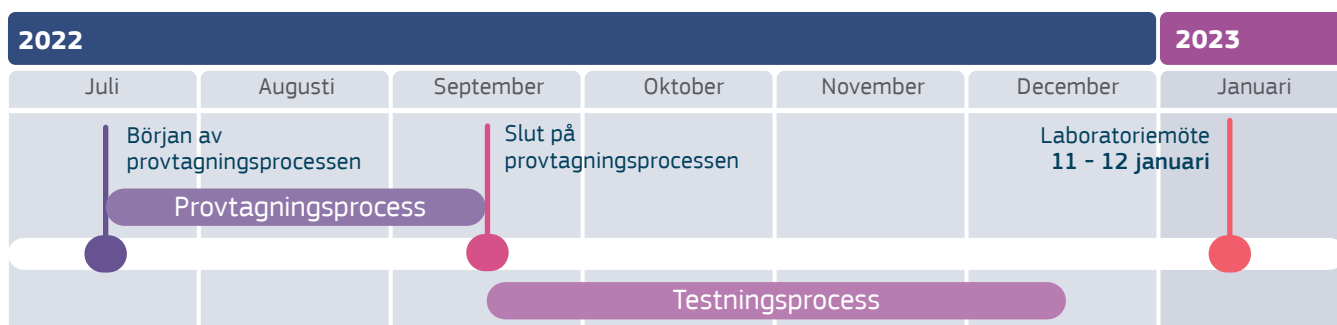 2022
2023
Juli
Augusti
September
Oktober
November
December
Januari
Början av
provtagningsprocessen
Slut på
provtagningsprocessen
Laboratoriemöte
11 - 12 januari
Provtagningsprocess
Testningsprocess